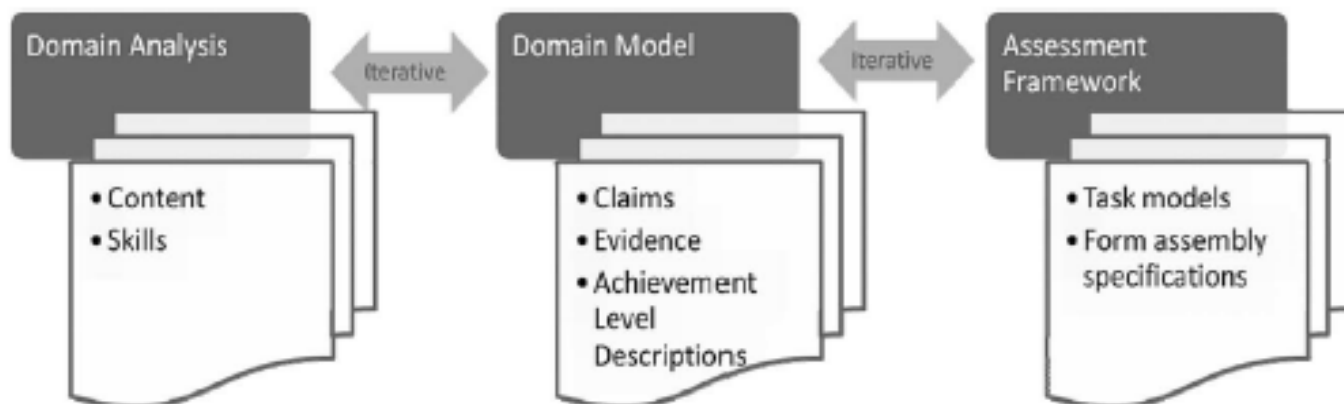 Domain Analysis
Iterative
Domain Model
Iterative
Assessment
Framework
• Content
• Skills
• Claims
• Evidence
• Achievement
Level
Descriptions
• Task models
• Form assembly
specifications